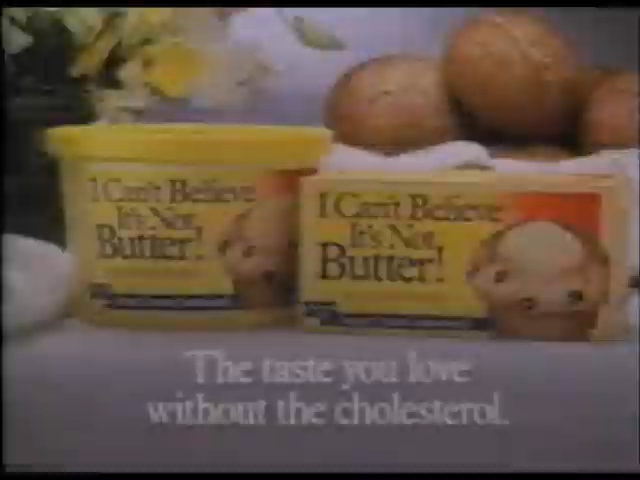 I Can't Believe
It's Not
Butter!
I Can't Believe
It's Not
Butter!
The taste you love
without the cholesterol.